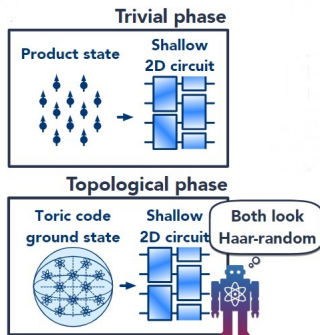 Trivial phase
Product state
Shallow
2D circuit
Topological phase
Toric code
ground state
Shallow
2D circuit
Both look
Haar-random